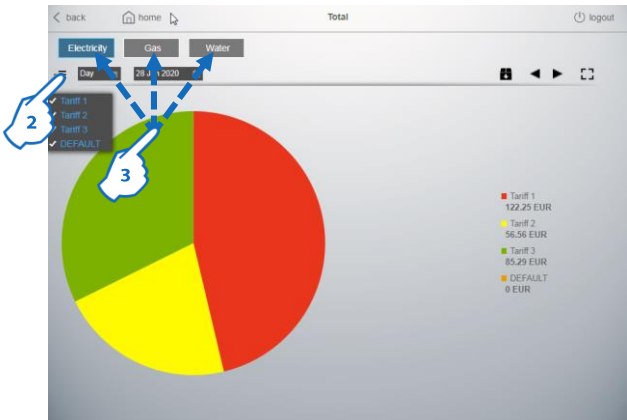 back home Total logout
Electricity Gas Water
Day 28 Jan 2020
Tariff 1
Tariff 2
Tariff 3
DEFAULT
2
3
Tariff 1
122.25 EUR
Tariff 2
56.56 EUR
Tariff 3
85.29 EUR
DEFAULT
0 EUR